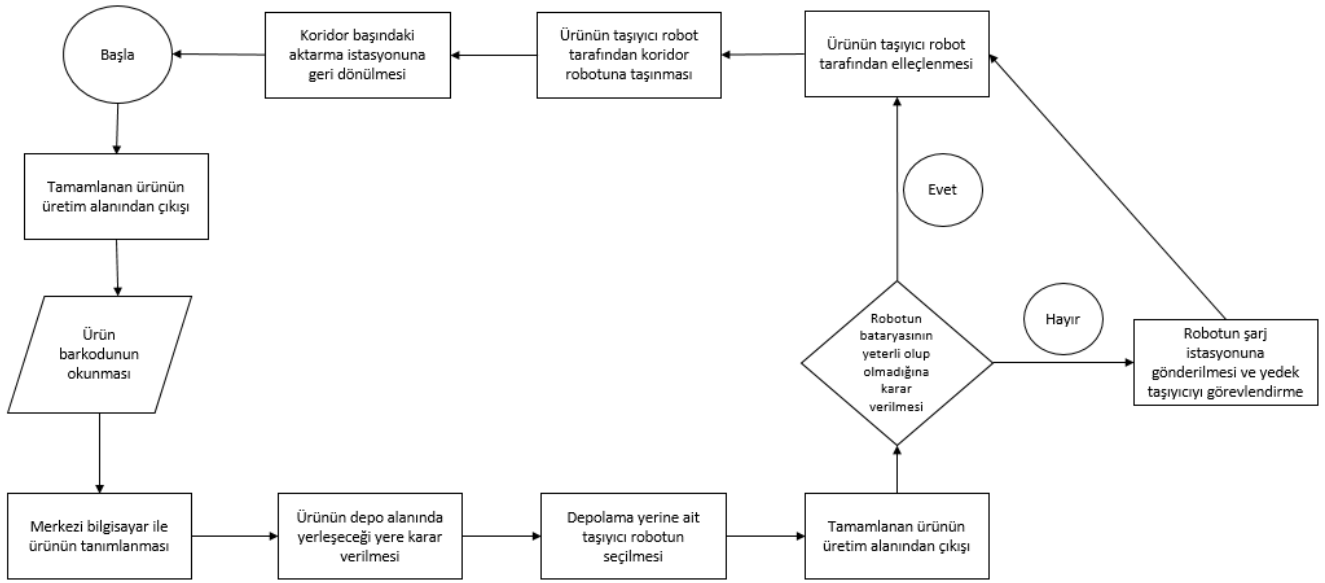 Başla
Koridor başındaki
aktarma istasyonuna
geri dönülmesi
Ürünün taşıyıcı robot
tarafından koridor
robotuna taşınması
Ürünün taşıyıcı robot
tarafından elleçlenmesi
Tamamlanan ürünün
üretim alanından çıkışı
Evet
Ürün
barkodunun
okunması
Robotun
bataryasının
yeterli olup
olmadığına
karar
verilmesi
Hayır
Robotun şarj
istasyonuna
gönderilmesi ve yedek
taşıyıcıyı görevlendirme
Merkezi bilgisayar ile
ürünün tanımlanması
Ürünün depo alanında
yerleşeceği yere karar
verilmesi
Depolama yerine ait
taşıyıcı robotun
seçilmesi
Tamamlanan ürünün
üretim alanından çıkışı